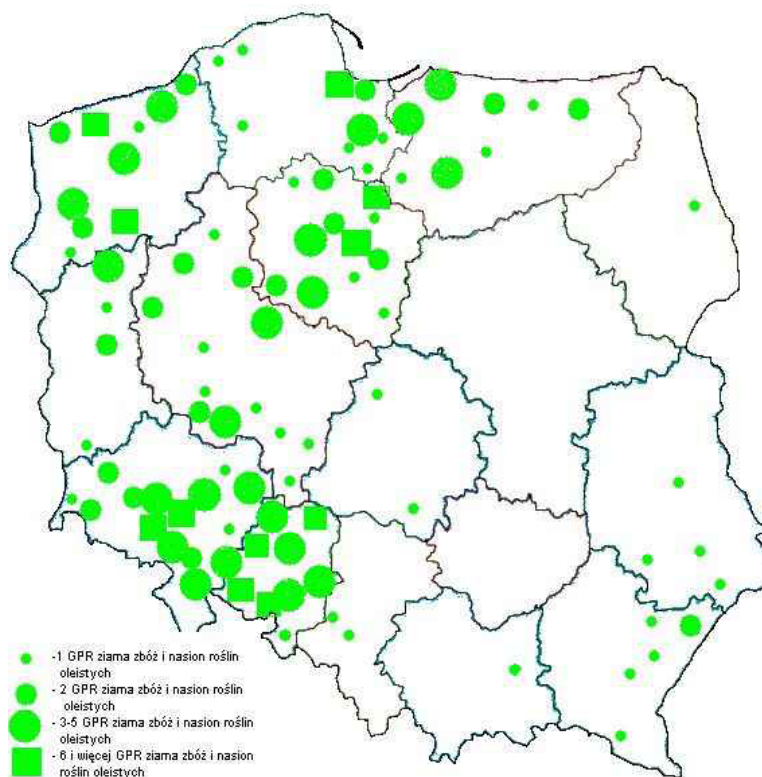 -1 GPR ziarna zbóż i nasion roślin
oleistych
- 2 GPR ziarna zbóż i nasion roślin
oleistych
- 3-5 GPR ziarna zbóż i nasion roślin
oleistych
- 6 i więcej GPR ziarna zbóż i nasion
roślin oleistych